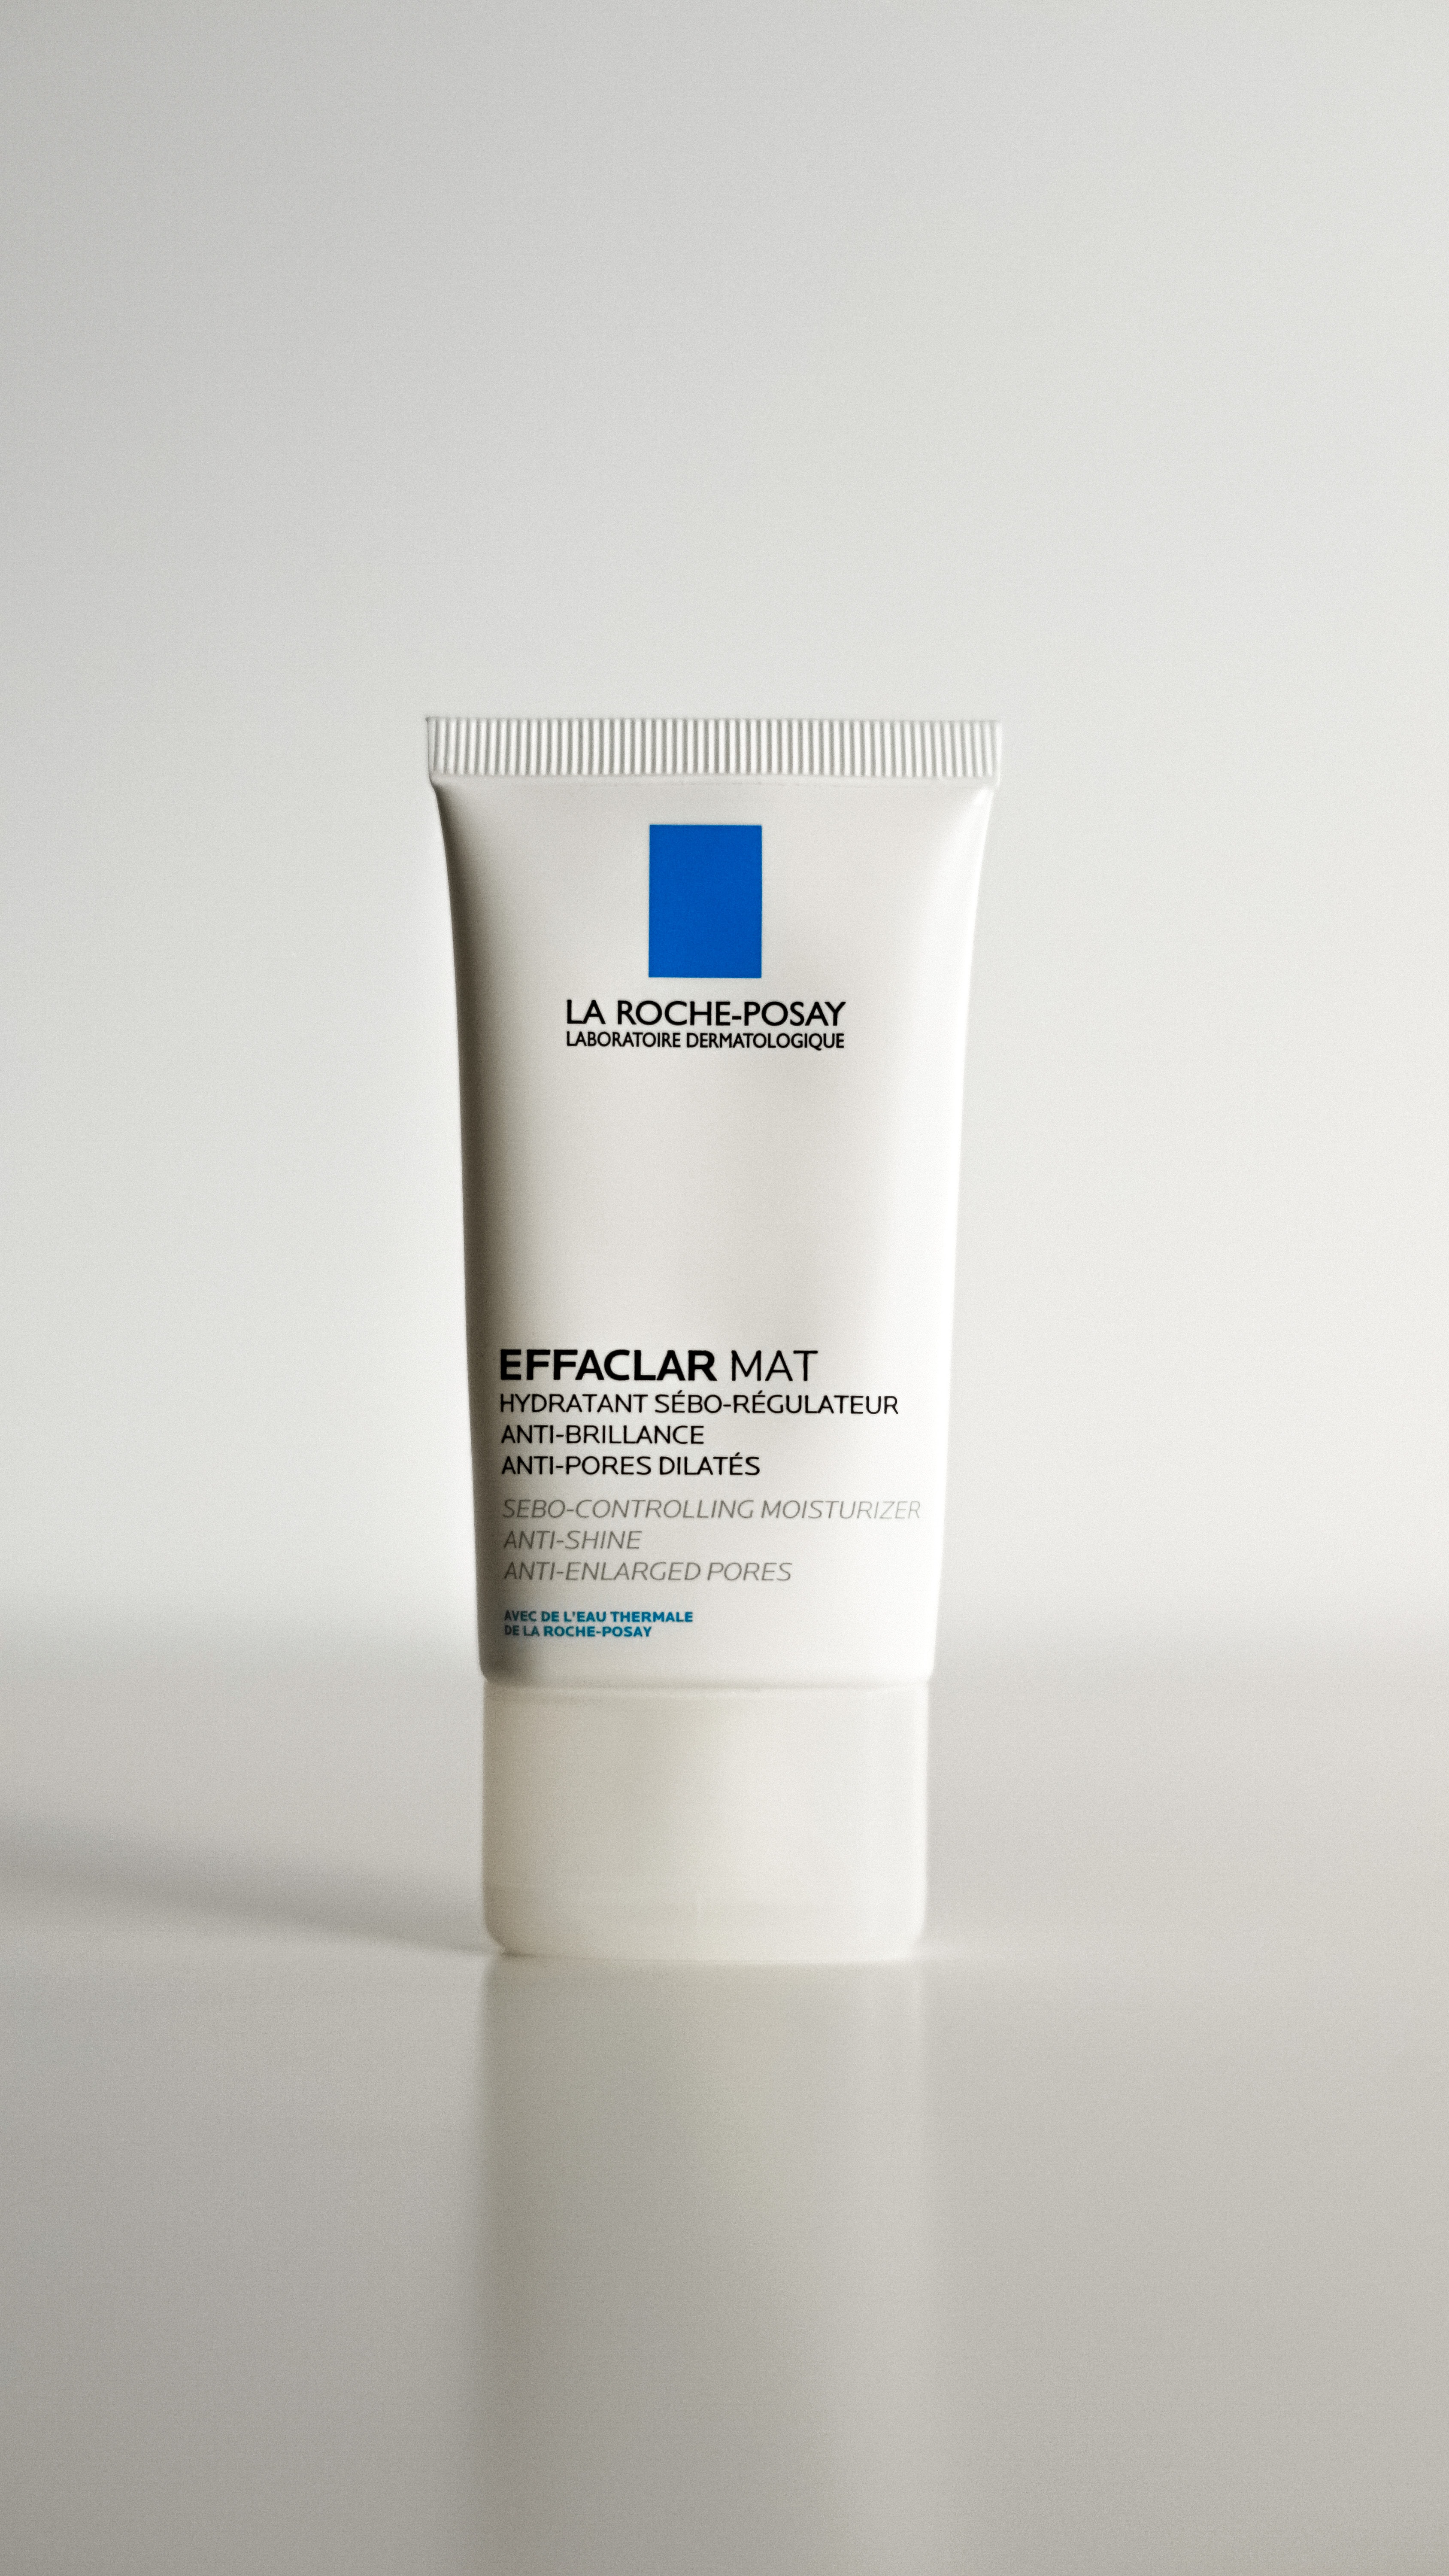 LA ROCHE-POSAY
LABORATOIRE DERMATOLOGIQUE
EFFACLAR MAT
HYDRATANT SÉBO-RÉGULATEUR
ANTI-BRILLANCE
ANTI-PORES DILATÉS
SEBO-CONTROLLING MOISTURIZER
ANTI-SHINE
ANTI-ENLARGED PORES
AVEC DE L'EAU THERMALE
DE LA ROCHE-POSAY